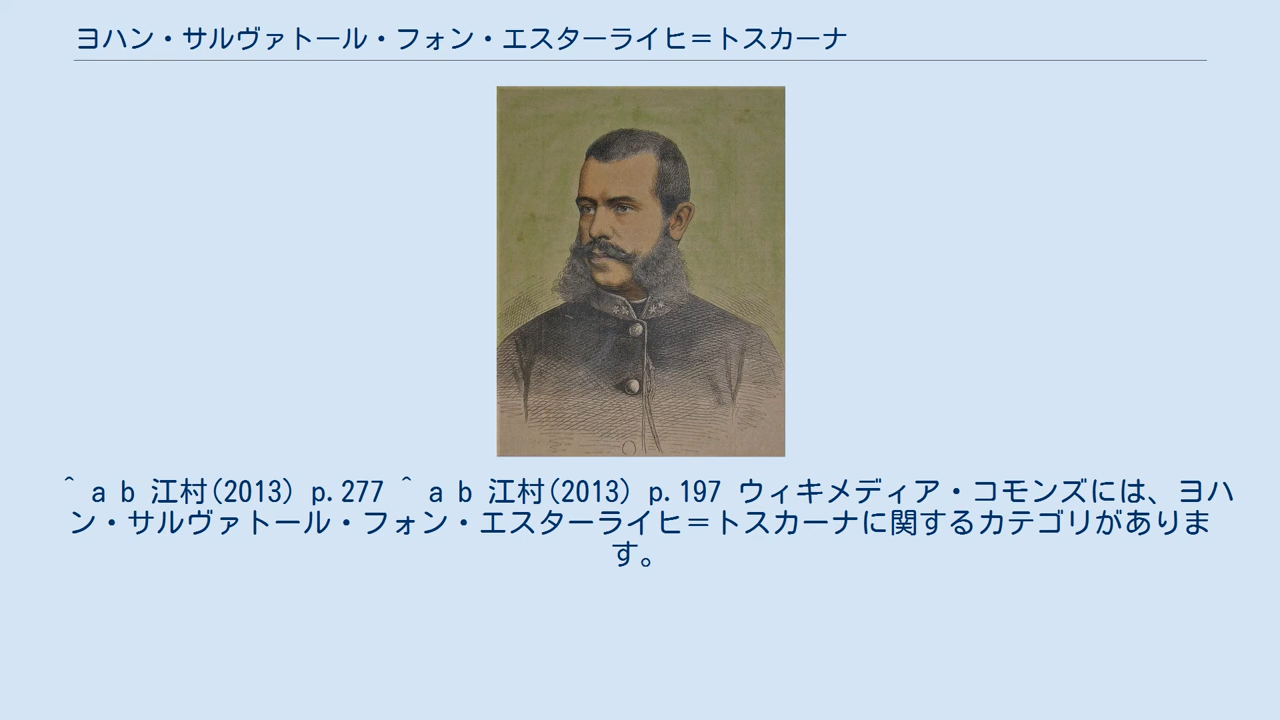 ヨハン・サルヴァトール・フォン・エスターライヒ＝トスカーナ
^ a b 江村(2013) p.277 ^ a b 江村(2013) p.197 ウィキメディア・コモンズには、ヨハ
ン・サルヴァトール・フォン・エスターライヒ＝トスカーナに関するカテゴリがありま
す。